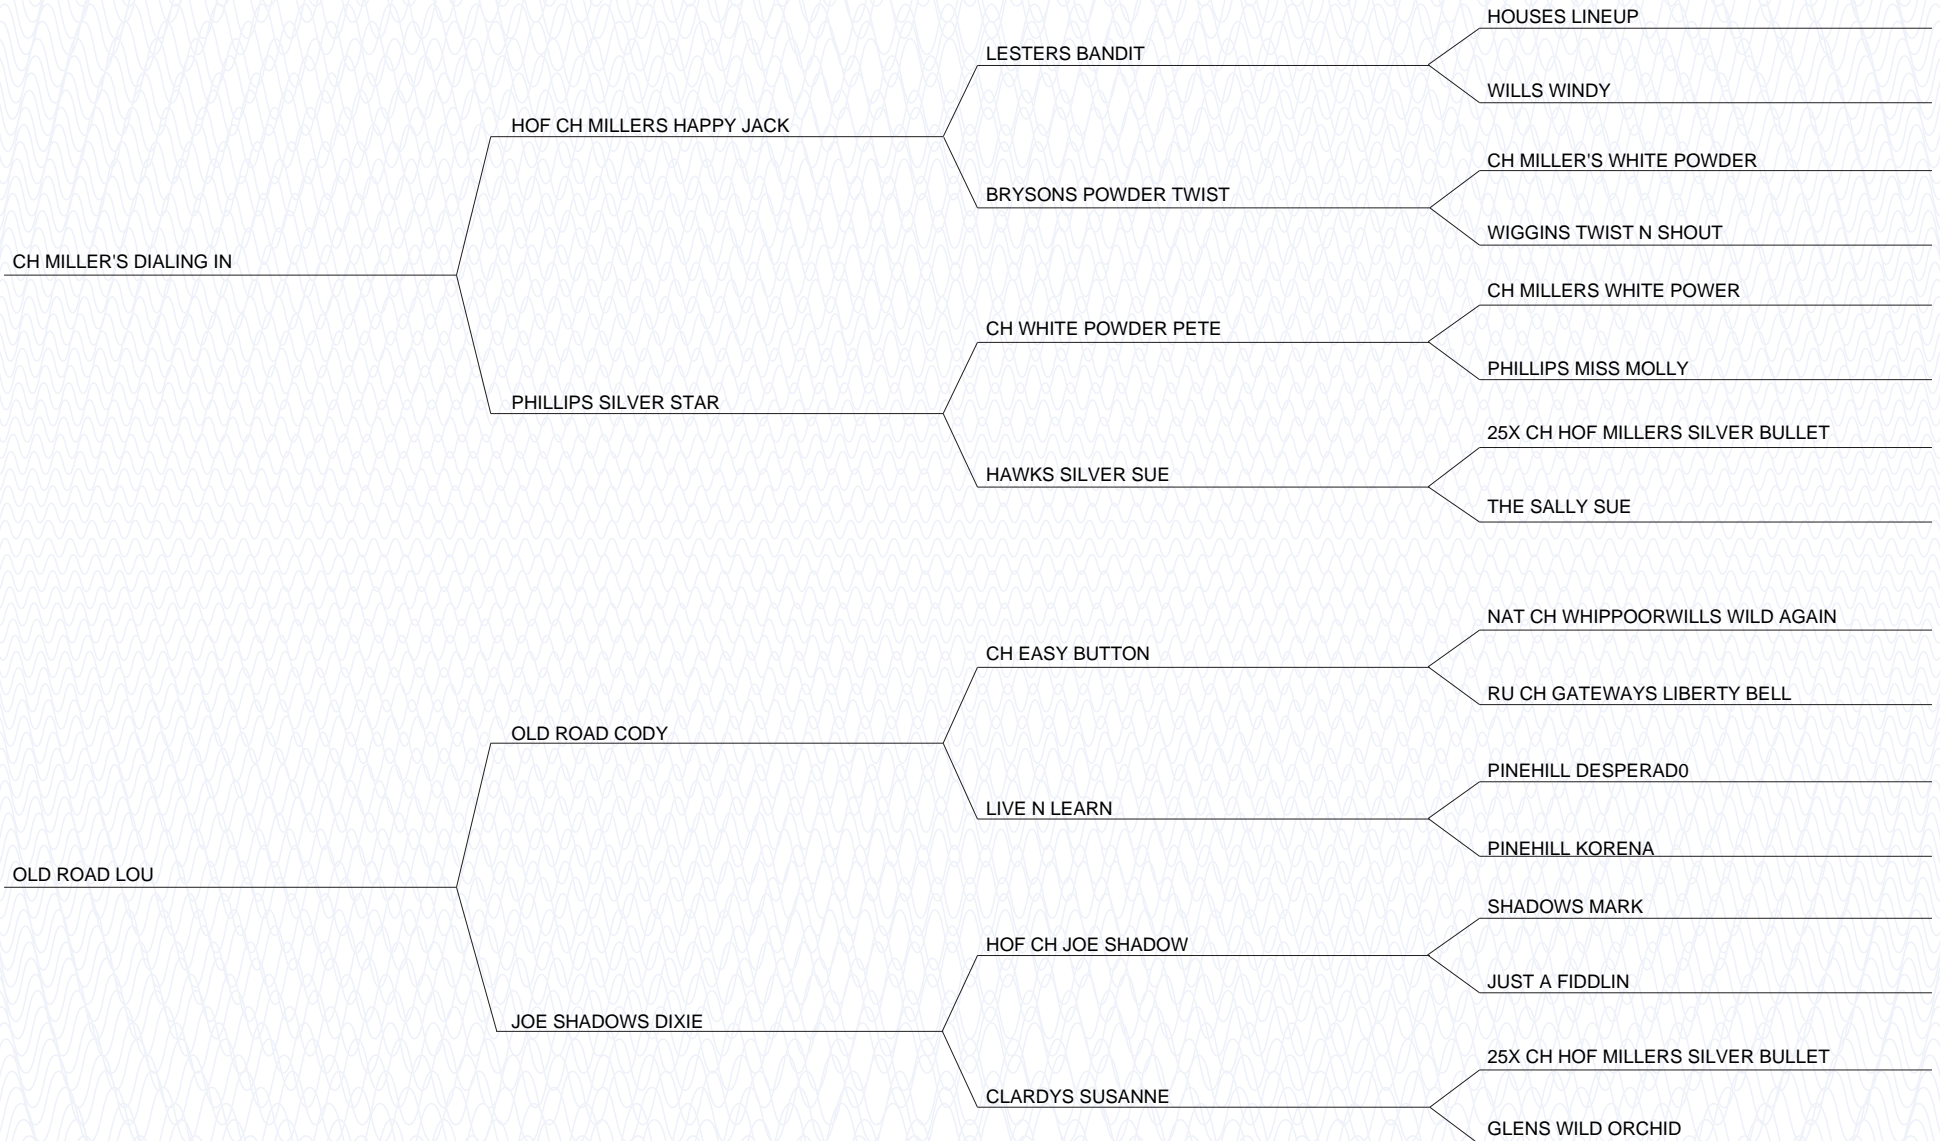 HOUSES LINEUP
LESTERS BANDIT
WILLS WINDY
HOF CH MILLERS HAPPY JACK
CH MILLER'S WHITE POWDER
BRYSONS POWDER TWIST
WIGGINS TWIST N SHOUT
CH MILLER'S DIALING IN
CH MILLERS WHITE POWER
CH WHITE POWDER PETE
PHILLIPS MISS MOLLY
PHILLIPS SILVER STAR
25X CH HOF MILLERS SILVER BULLET
HAWKS SILVER SUE
THE SALLY SUE
NAT CH WHIPPOORWILLS WILD AGAIN
CH EASY BUTTON
RU CH GATEWAYS LIBERTY BELL
OLD ROAD CODY
PINEHILL DESPERAD0
LIVE N LEARN
PINEHILL KORENA
OLD ROAD LOU
SHADOWS MARK
HOF CH JOE SHADOW
JUST A FIDDLIN
JOE SHADOWS DIXIE
25X CH HOF MILLERS SILVER BULLET
CLARDYS SUSANNE
GLENS WILD ORCHID